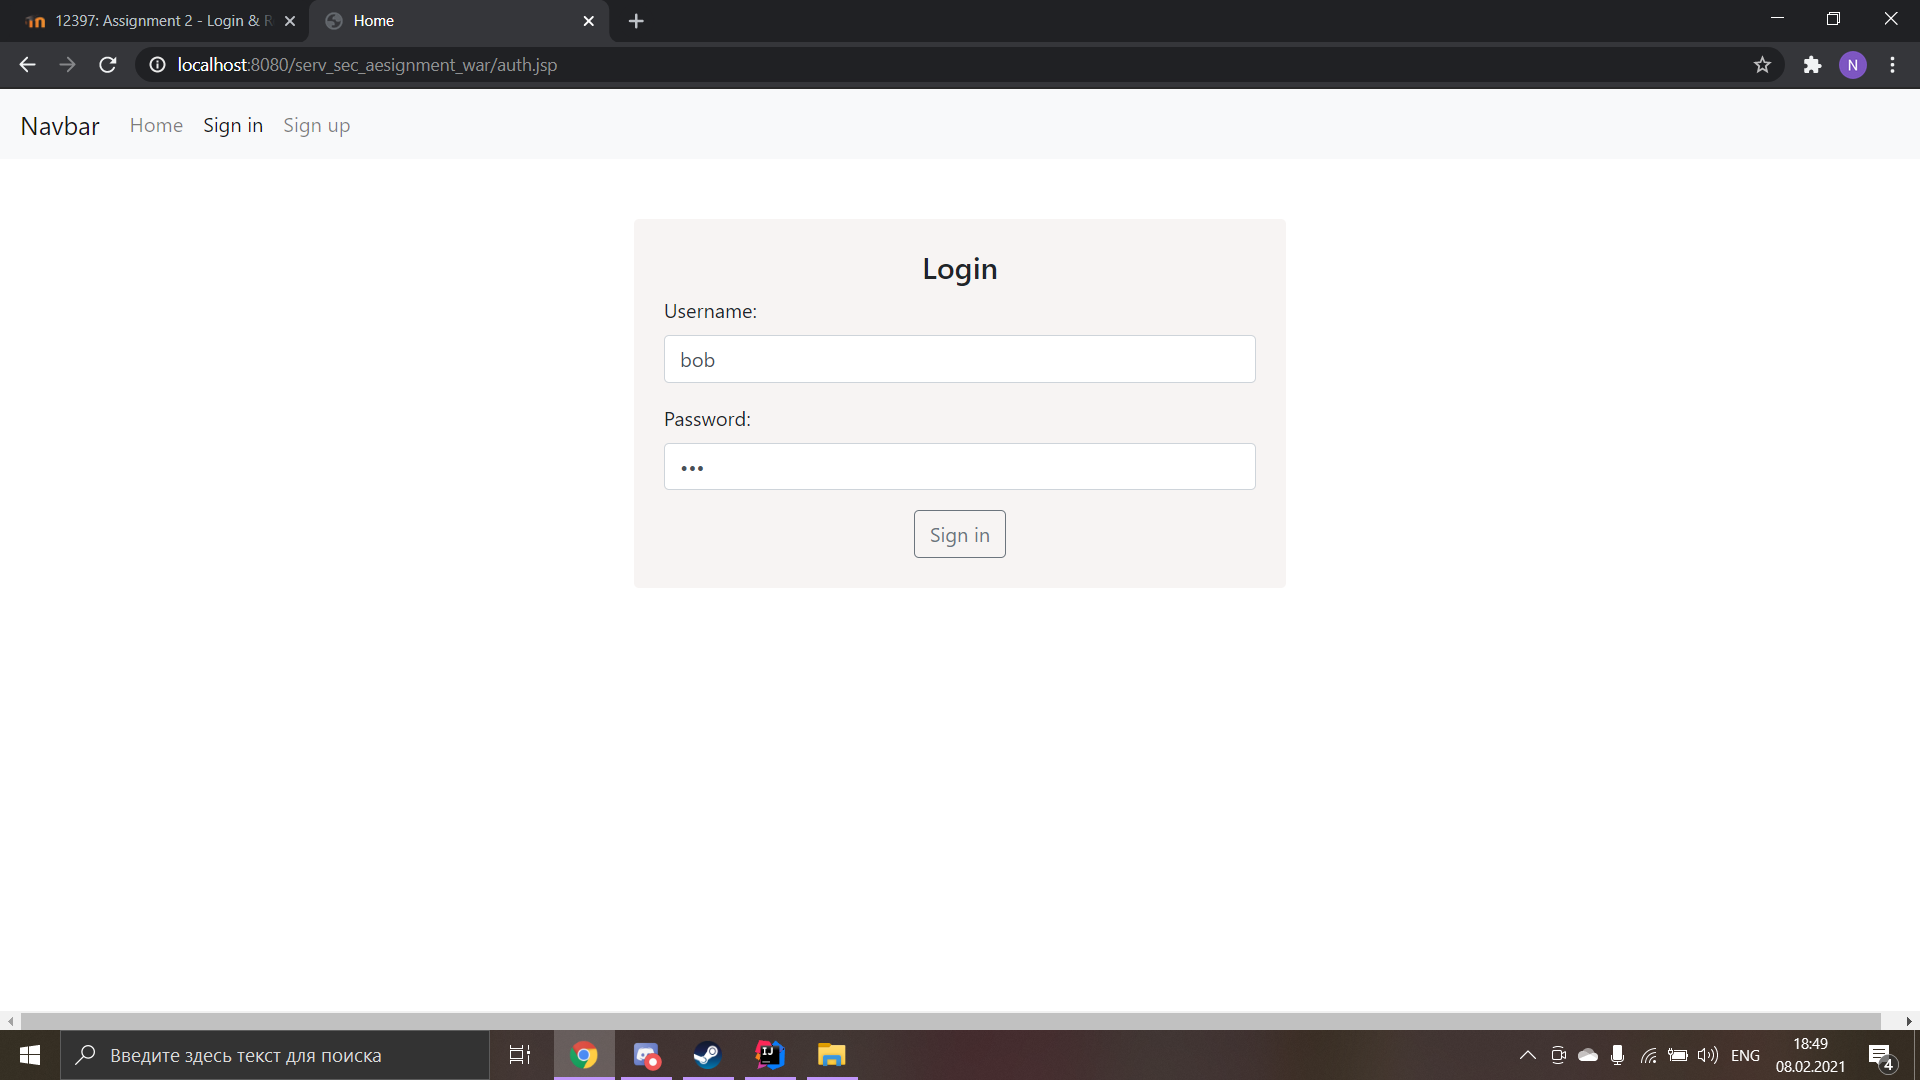 12397: Assignment 2 - Login & R
Home
localhost:8080/serv_sec_aesignment_war/auth.jsp
N
Navbar Home Sign in Sign up
Login
Username:
bob
Password:
•••
Sign in
Введите здесь текст для поиска
ENG
18:49
08.02.2021
4